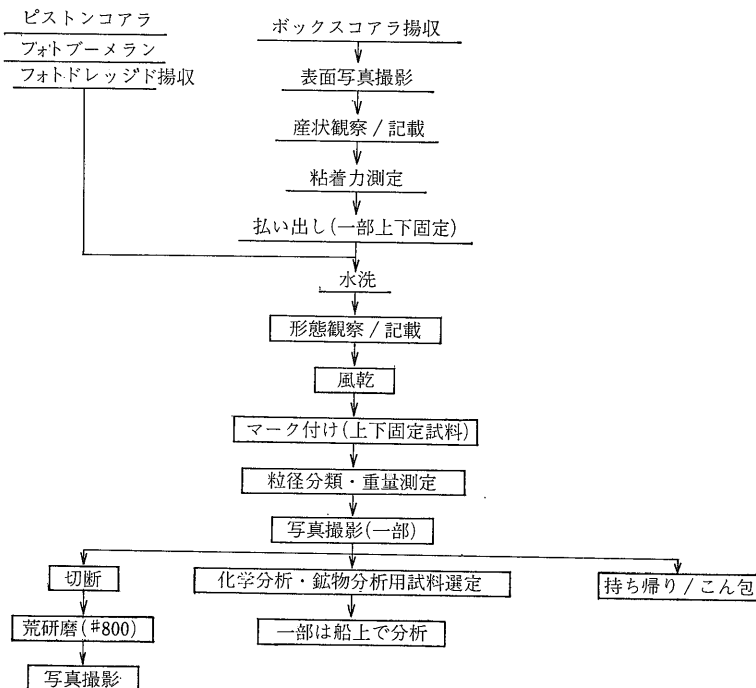 ピストンコアラ
フォトブーメラン
フォトドレッジド揚収
ボックスコアラ揚収
表面写真撮影
産状観察 / 記載
粘着力測定
払い出し(一部上下固定)
水洗
形態観察 / 記載
風乾
マーク付け(上下固定試料)
粒径分類・重量測定
写真撮影(一部)
切断
荒研磨(#800)
写真撮影
化学分析・鉱物分析用試料選定
一部は船上で分析
持ち帰り / こん包